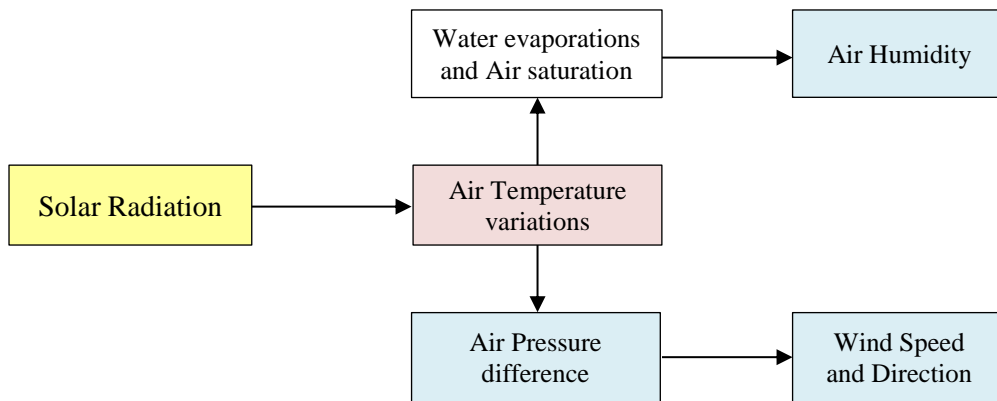 Water evaporations
and Air saturation
Air Humidity
Solar Radiation
Air Temperature
variations
Air Pressure
difference
Wind Speed
and Direction